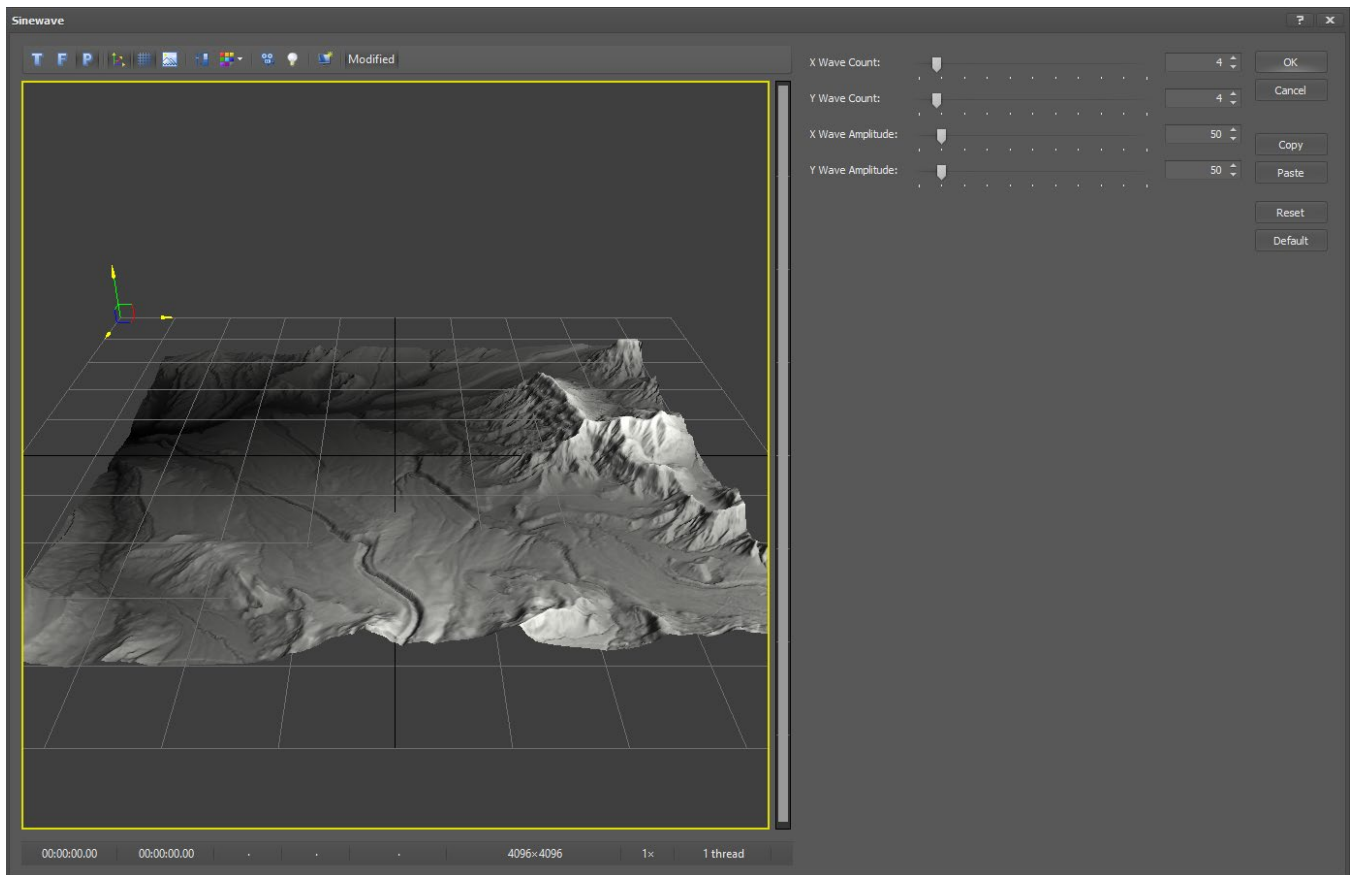 Sinewave
? x
T F P Modified
X Wave Count: 4 OK
Y Wave Count: 4 Cancel
X Wave Amplitude: 50 Copy
Y Wave Amplitude: 50 Paste
Reset
Default
00:00:00.00 00:00:00.00 . . . 4096×4096 1× 1 thread